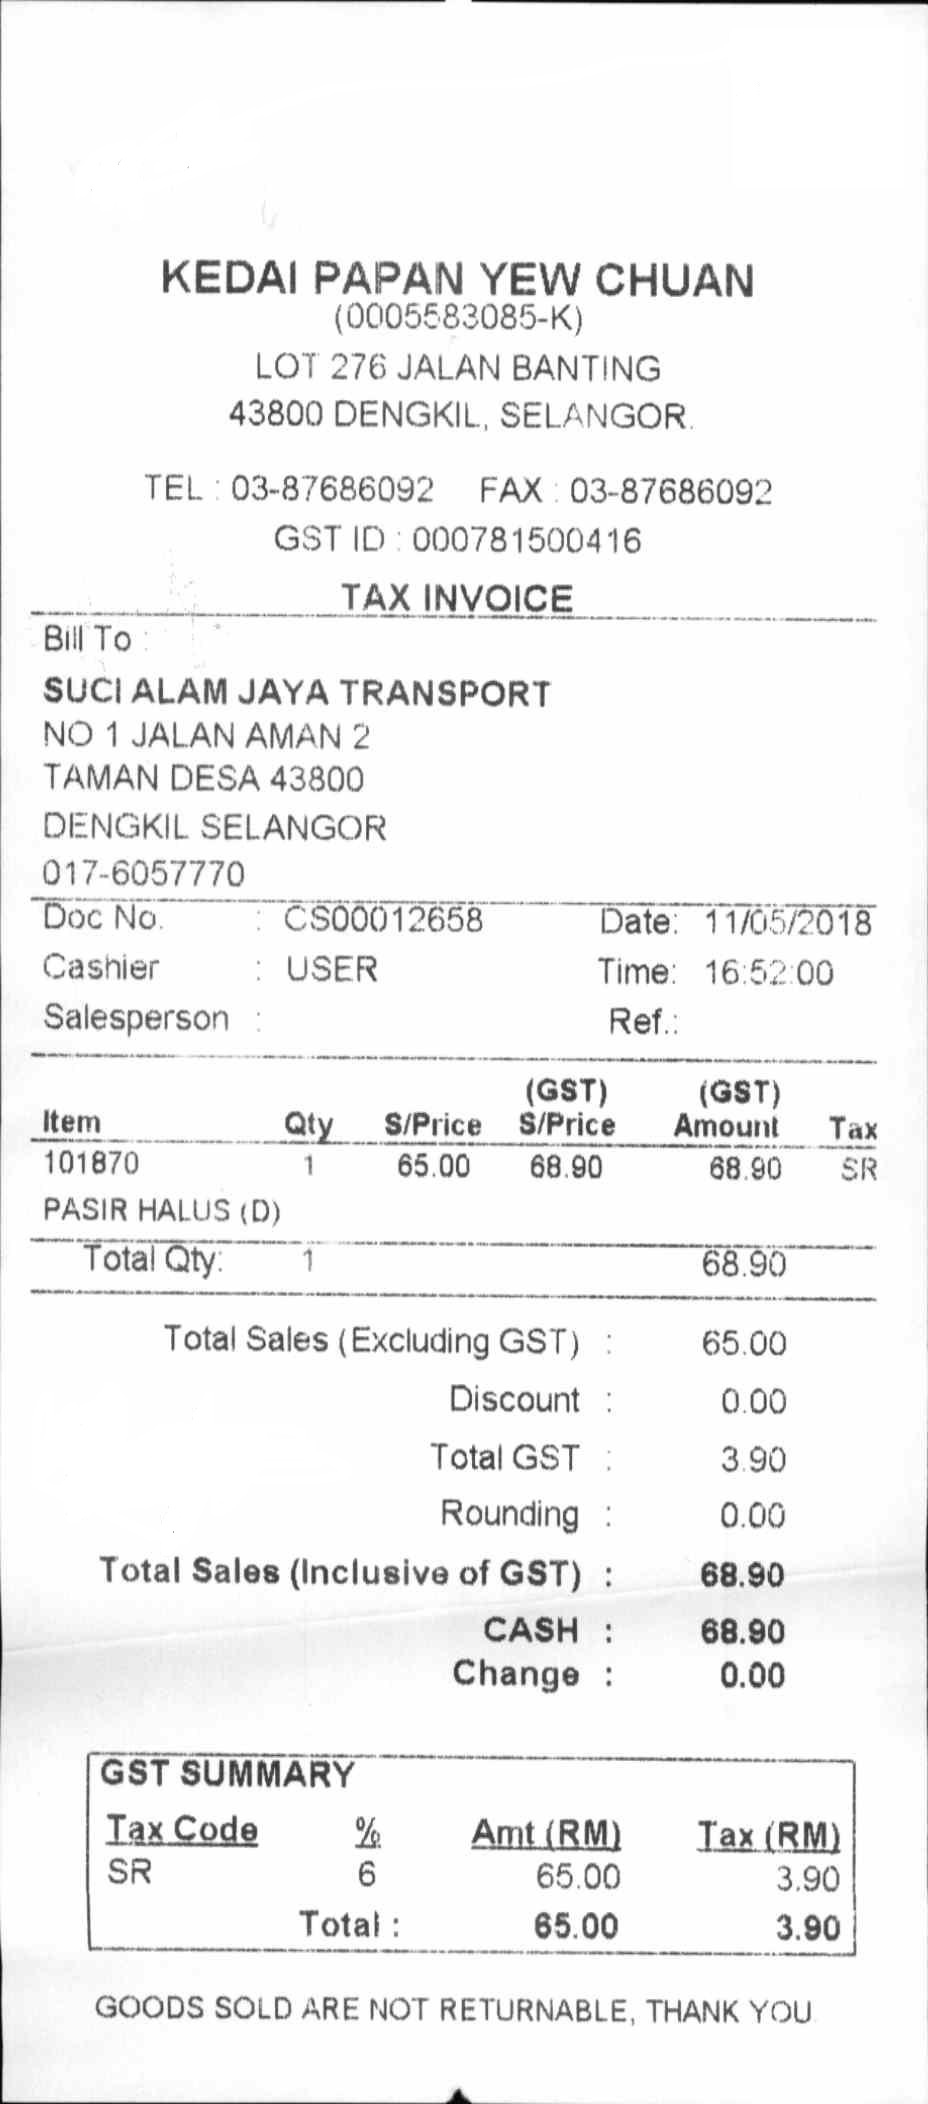 KEDAI PAPAN YEW CHUAN
(0005583085-K)
LOT 276 JALAN BANTING
43800 DENGKIL, SELANGOR.
TEL : 03-87686092 FAX : 03-87686092
GST ID : 000781500416
TAX INVOICE
Bill To :
SUCI ALAM JAYA TRANSPORT
NO 1 JALAN AMAN 2
TAMAN DESA 43800
DENGKIL SELANGOR
017-6057770
Doc No. : CS00012658 Date: 11/05/2018
Cashier : USER Time: 16:52:00
Salesperson : Ref.:
(GST) (GST)
Item Qty S/Price S/Price Amount Tax
101870 1 65.00 68.90 68.90 SR
PASIR HALUS (D)
Total Qty: 1 68.90
Total Sales (Excluding GST) : 65.00
Discount : 0.00
Total GST : 3.90
Rounding : 0.00
Total Sales (Inclusive of GST) : 68.90
CASH : 68.90
Change : 0.00
GST SUMMARY
Tax Code % Amt (RM) Tax (RM)
SR 6 65.00 3.90
Total : 65.00 3.90
GOODS SOLD ARE NOT RETURNABLE, THANK YOU